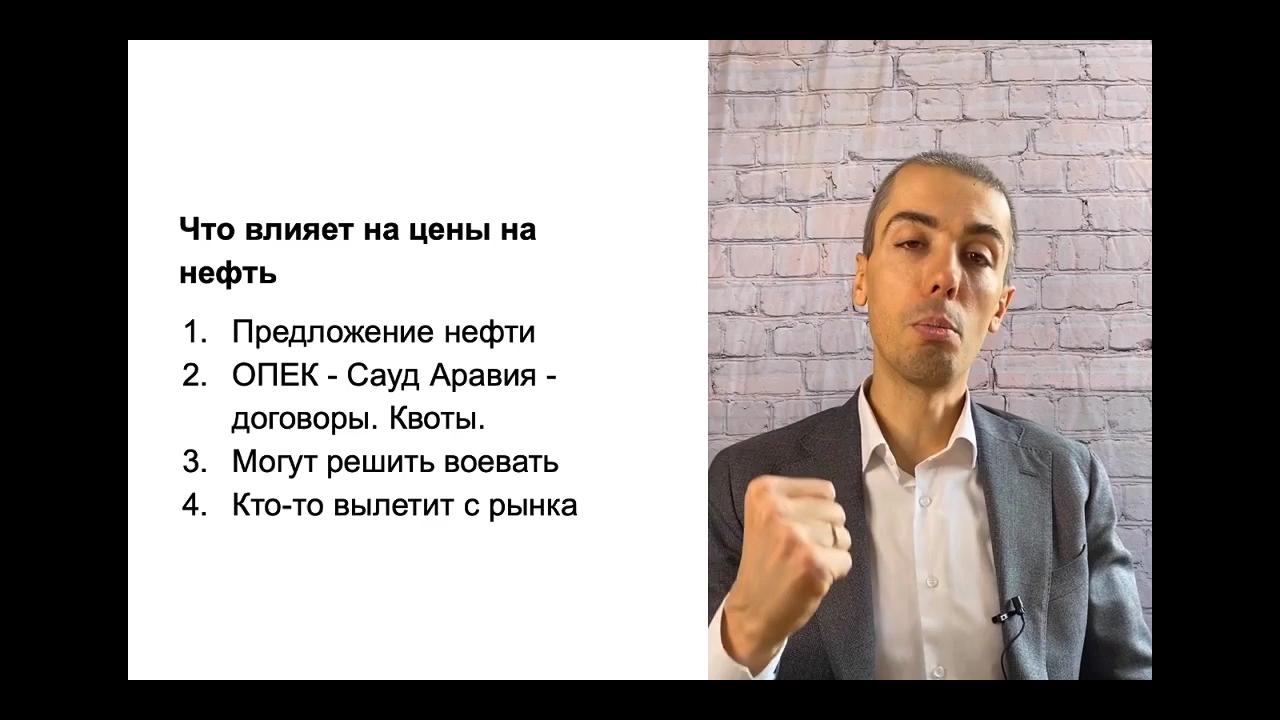 Что влияет на цены на
нефть
1. Предложение нефти
2. ОПЕК - Сауд Аравия -
договоры. Квоты.
3. Могут решить воевать
4. Кто-то вылетит с рынка